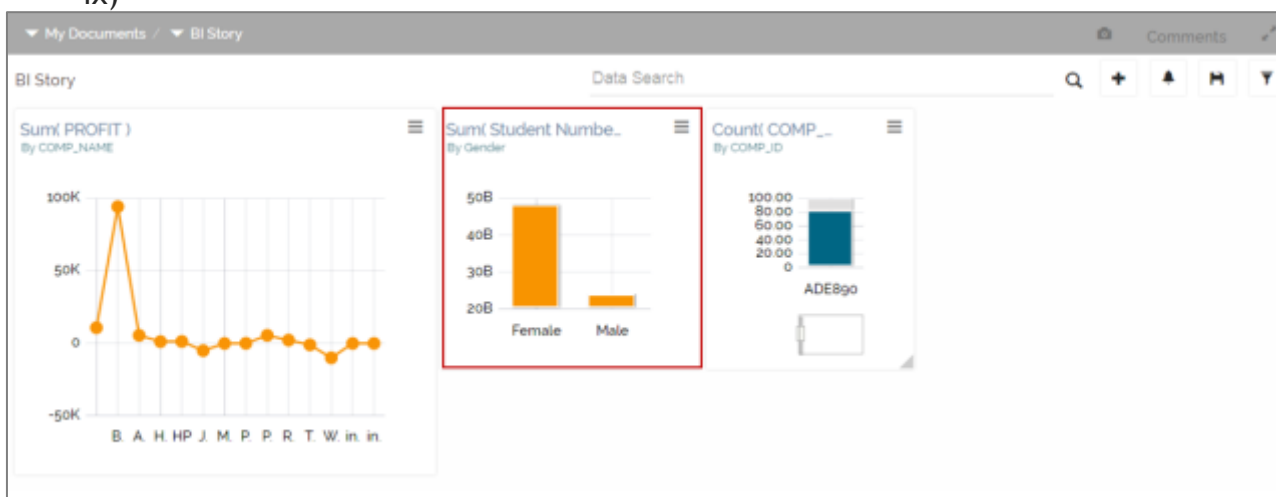 ix)
My Documents / BI Story
Comments
BI Story
Data Search
Sum( PROFIT )
By COMP_NAME
100K
50K
0
-50K
B. A. H. HP J. M. P. P. R. T. W. in. in.
Sum( Student Numbe...
By Gender
50B
40B
30B
20B
Female Male
Count( COMP_...
By COMP_ID
100.00
80.00
60.00
40.00
20.00
0
ADE890